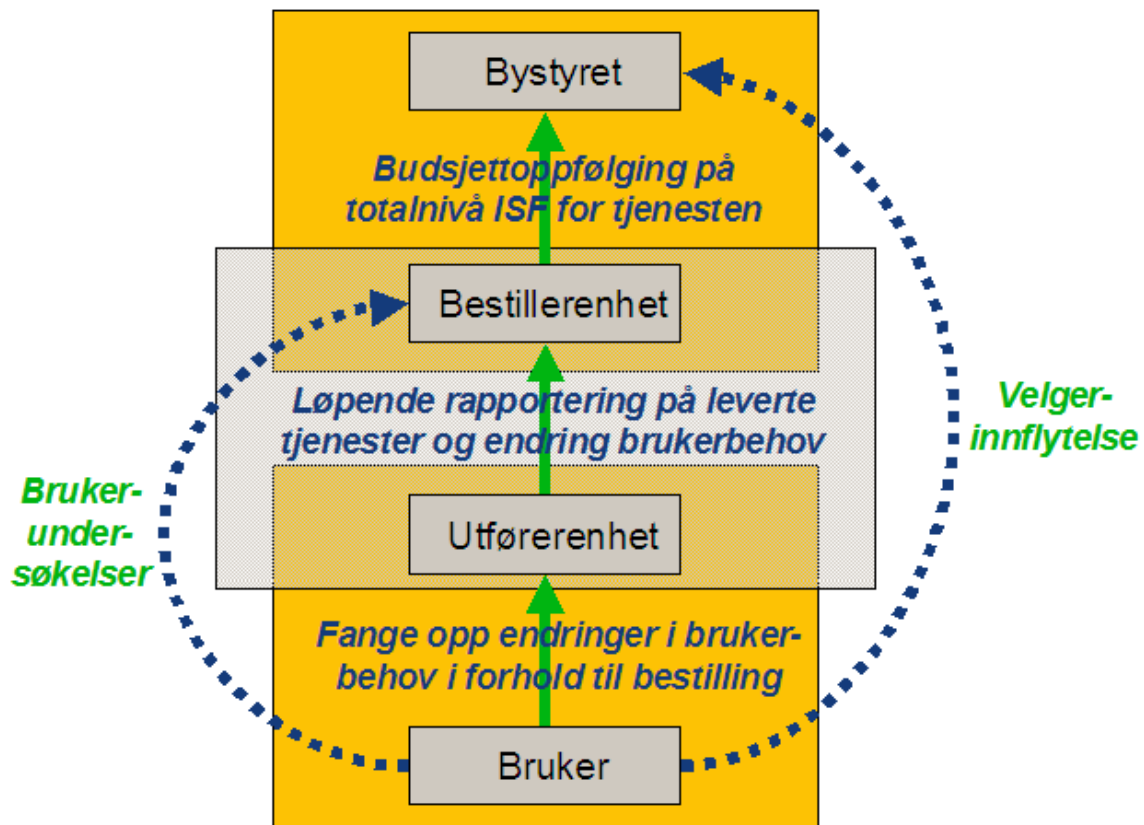 Bystyret
Budsjettoppfølging på
totalnivå ISF for tjenesten
Bestillerenhet
Løpende rapportering på leverte
tjenester og endring brukerbehov
Velger-
innflytelse
Bruker-
under-
søkelser
Utførerenhet
Fange opp endringer i bruker-
behov i forhold til bestilling
Bruker